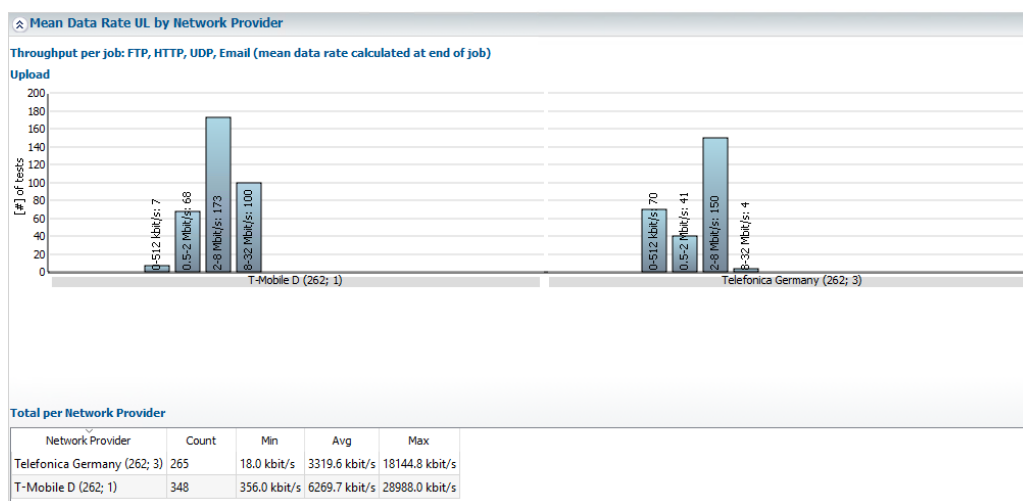 Mean Data Rate UL by Network Provider
Throughput per job: FTP, HTTP, UDP, Email (mean data rate calculated at end of job)
Upload
[#] of tests
200
180
160
140
120
100
80
60
40
20
0
0-512 kbit/s: 7
0.5-2 Mbit/s: 68
2-8 Mbit/s: 173
8-32 Mbit/s: 100
0-512 kbit/s: 70
0.5-2 Mbit/s: 41
2-8 Mbit/s: 150
8-32 Mbit/s: 4
T-Mobile D (262; 1)
Telefonica Germany (262; 3)
Total per Network Provider
Network Provider Count Min Avg Max
Telefonica Germany (262; 3) 265 18.0 kbit/s 3319.6 kbit/s 18144.8 kbit/s
T-Mobile D (262; 1) 348 356.0 kbit/s 6269.7 kbit/s 28988.0 kbit/s